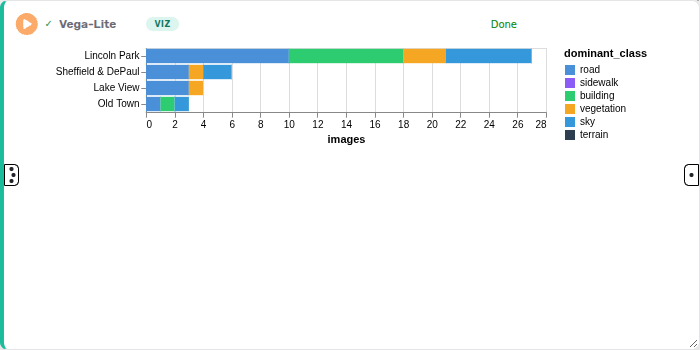 ✓ Vega-Lite VIZ Done
Lincoln Park
Sheffield & DePaul
Lake View
Old Town
0 2 4 6 8 10 12 14 16 18 20 22 24 26 28
images
dominant_class
road
sidewalk
building
vegetation
sky
terrain